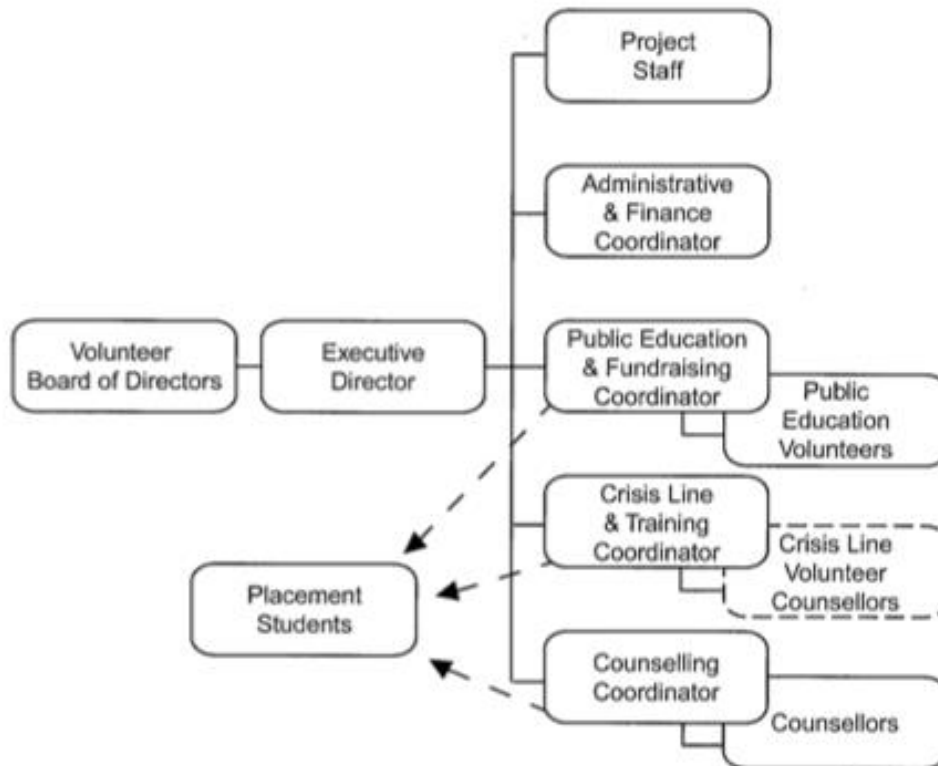 Project
Staff
Administrative
& Finance
Coordinator
Volunteer
Board of Directors
Executive
Director
Public Education
& Fundraising
Coordinator
Public
Education
Volunteers
Crisis Line
& Training
Coordinator
Crisis Line
Volunteer
Counsellors
Placement
Students
Counselling
Coordinator
Counsellors